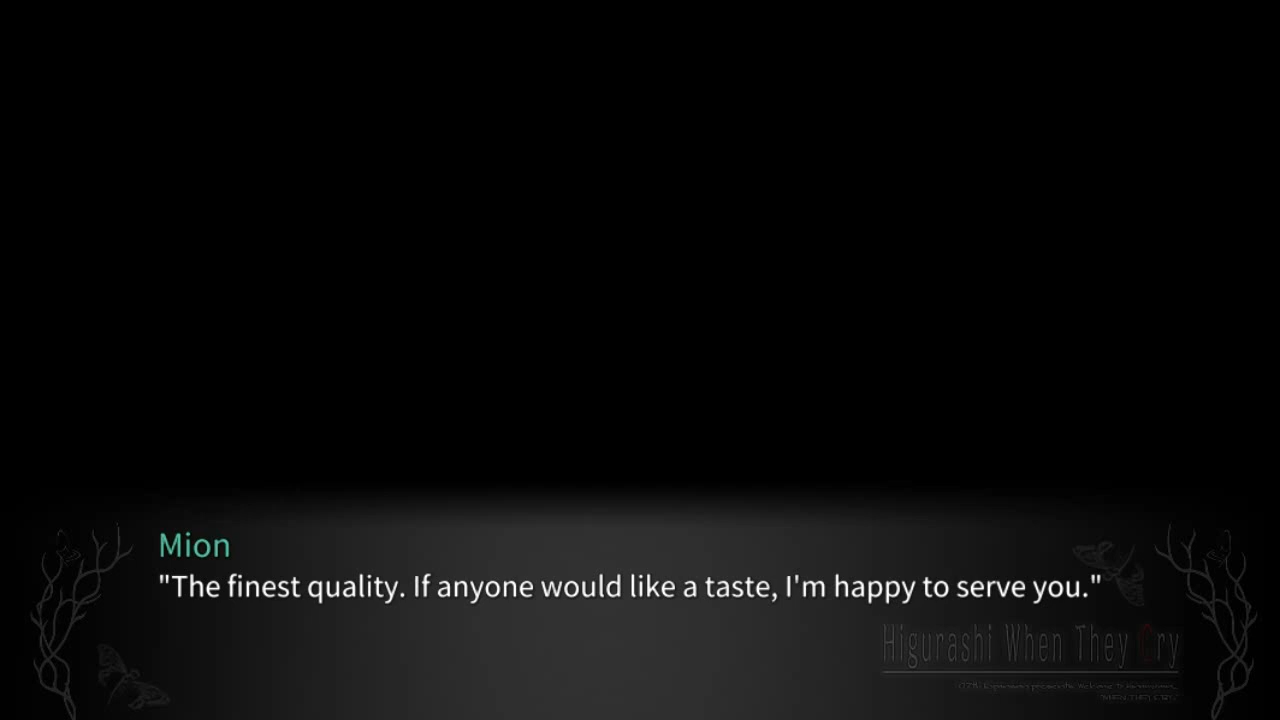 Mion
"The finest quality. If anyone would like a taste, I'm happy to serve you."
Higurashi When They Cry